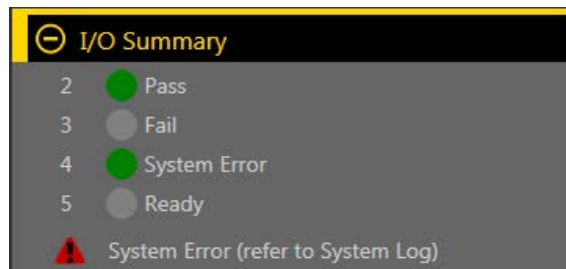 I/O Summary
2 Pass
3 Fail
4 System Error
5 Ready
System Error (refer to System Log)